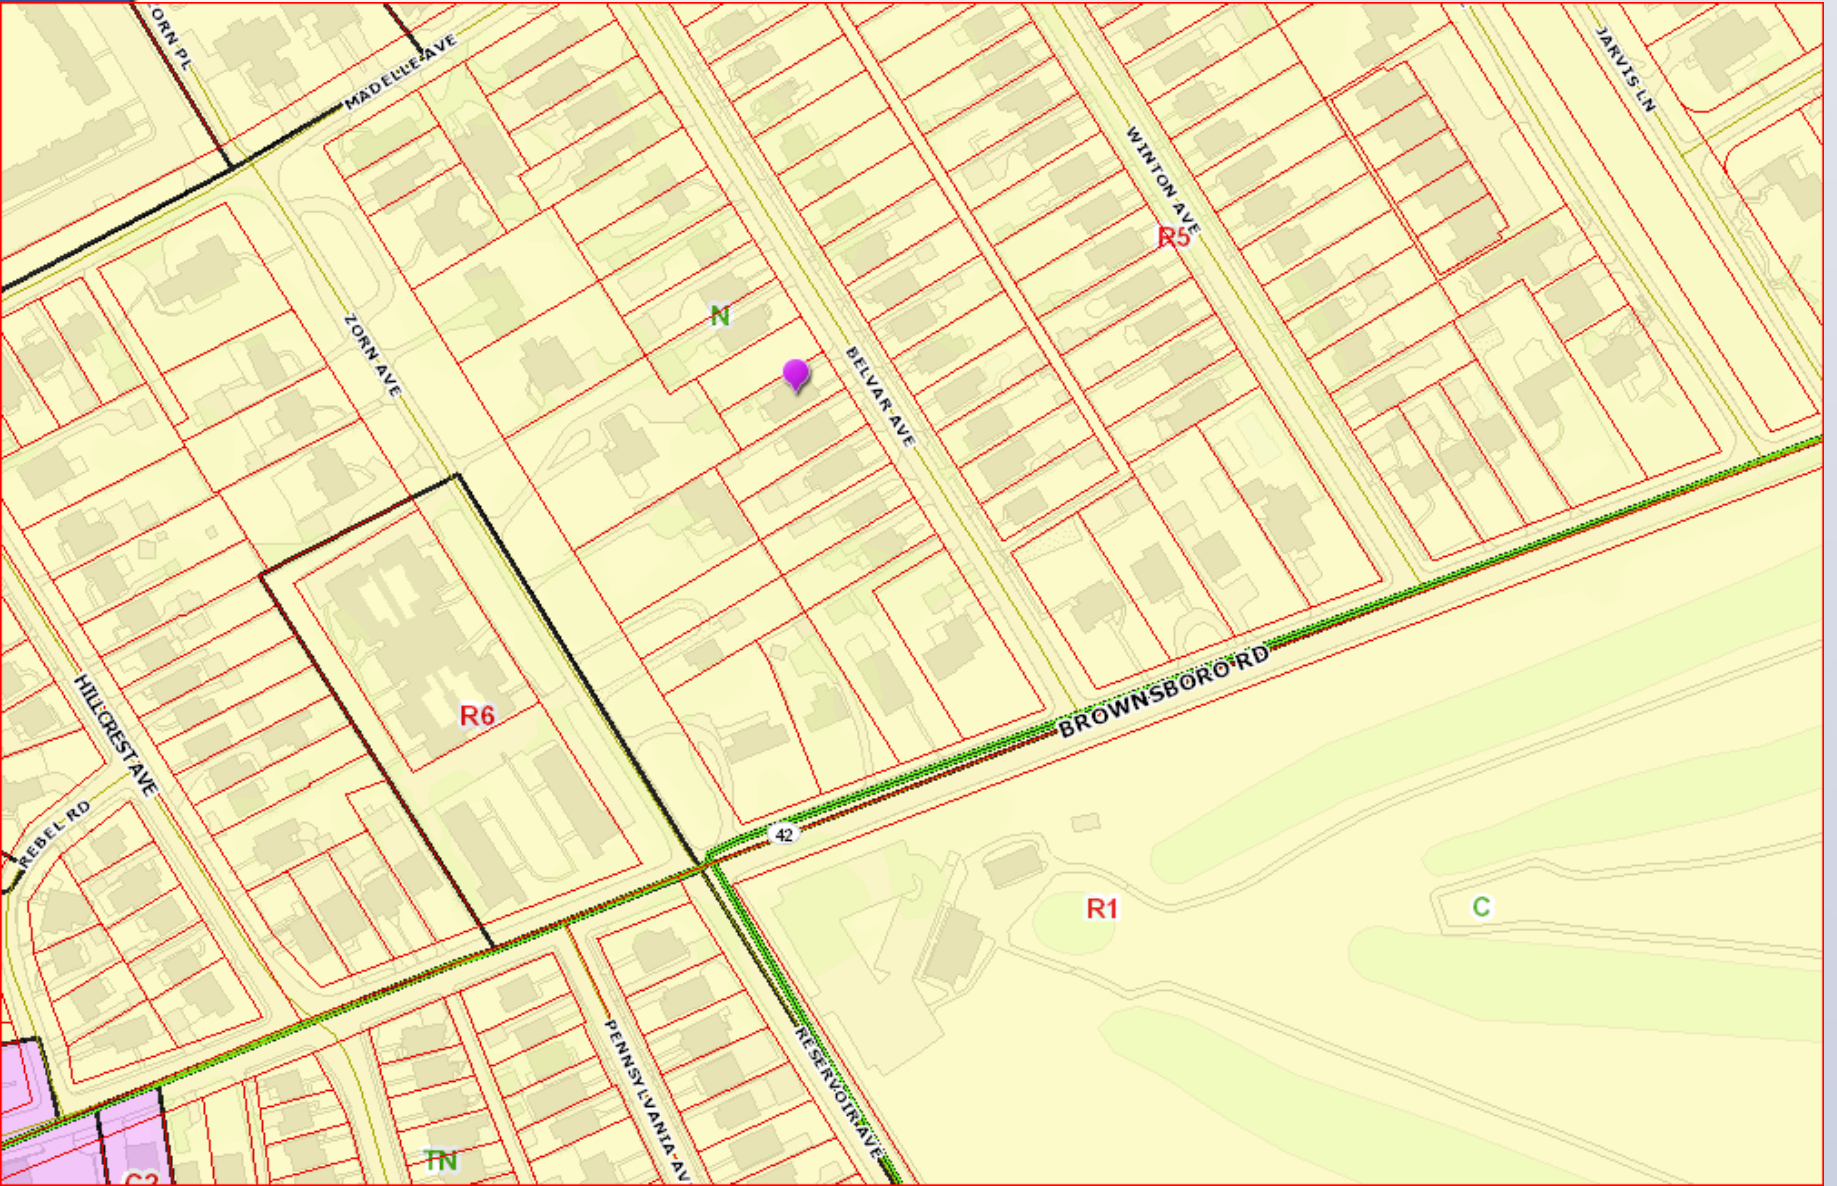 ZORN PL
MADELLE AVE
JARVIS LN
WINTON AVE
R5
N
ZORN AVE
BELVAR AVE
HILLCREST AVE
R6
BROWNSBORO RD
REBEL RD
42
R1
C
PENNSYLVANIA AV
RESERVOIR AVE
TN
C2